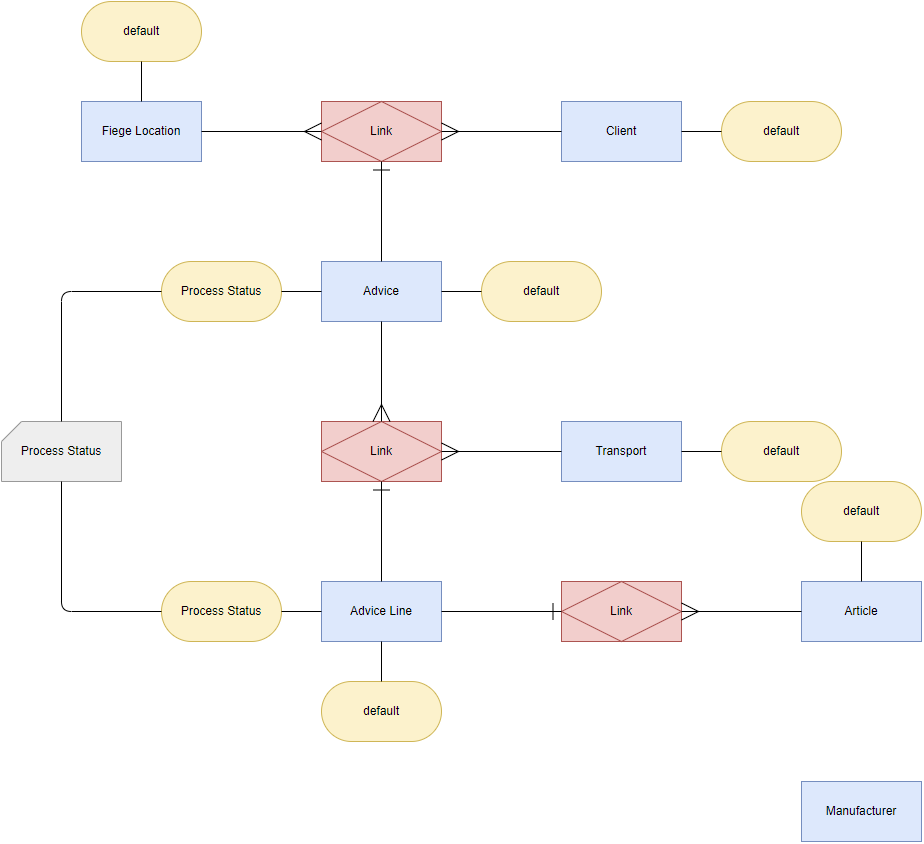 default
Fiege Location
Link
Client
default
Process Status
Advice
default
Process Status
Link
Transport
default
default
Process Status
Advice Line
Link
Article
default
Manufacturer